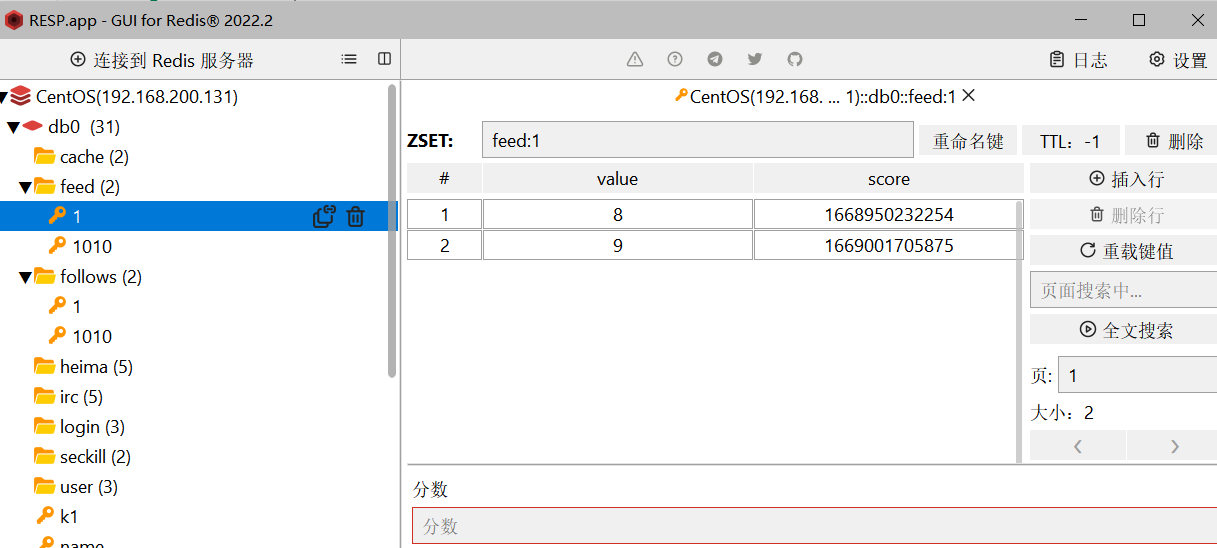 RESP.app - GUI for Redis® 2022.2
连接到 Redis 服务器
日志
设置
CentOS(192.168.200.131)
db0 (31)
cache (2)
feed (2)
1
1010
follows (2)
1
1010
heima (5)
irc (5)
login (3)
seckill (2)
user (3)
k1
name
CentOS(192.168. ... 1)::db0::feed:1
ZSET:
feed:1
重命名键
TTL：-1
删除
# value score
1 8 1668950232254
2 9 1669001705875
插入行
删除行
重载键值
页面搜索中...
全文搜索
页: 1
大小：2
分数
分数